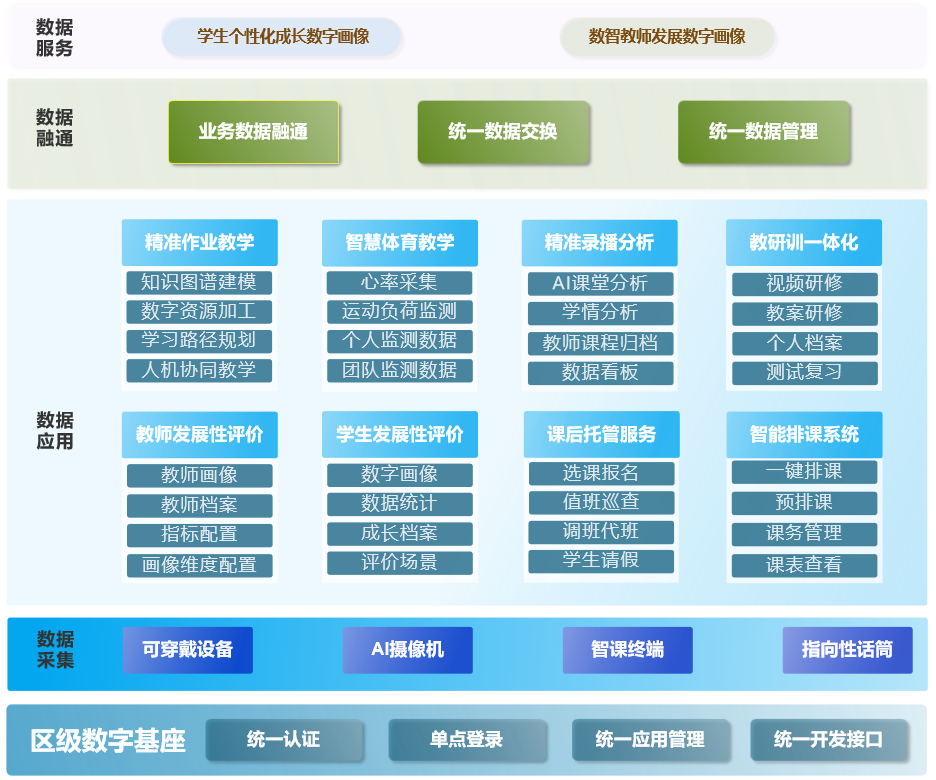 数据
服务
学生个性化成长数字画像
数智教师发展数字画像
数据
融通
业务数据融通
统一数据交换
统一数据管理
数据
应用
精准作业教学
知识图谱建模
数字资源加工
学习路径规划
人机协同教学
智慧体育教学
心率采集
运动负荷监测
个人监测数据
团队监测数据
精准录播分析
AI课堂分析
学情分析
教师课程归档
数据看板
教研训一体化
视频研修
教案研修
个人档案
测试复习
教师发展性评价
教师画像
教师档案
指标配置
画像维度配置
学生发展性评价
数字画像
数据统计
成长档案
评价场景
课后托管服务
选课报名
值班巡查
调班代班
学生请假
智能排课系统
一键排课
预排课
课务管理
课表查看
数据
采集
可穿戴设备
AI摄像机
智课终端
指向性话筒
区级数字基座
统一认证
单点登录
统一应用管理
统一开发接口